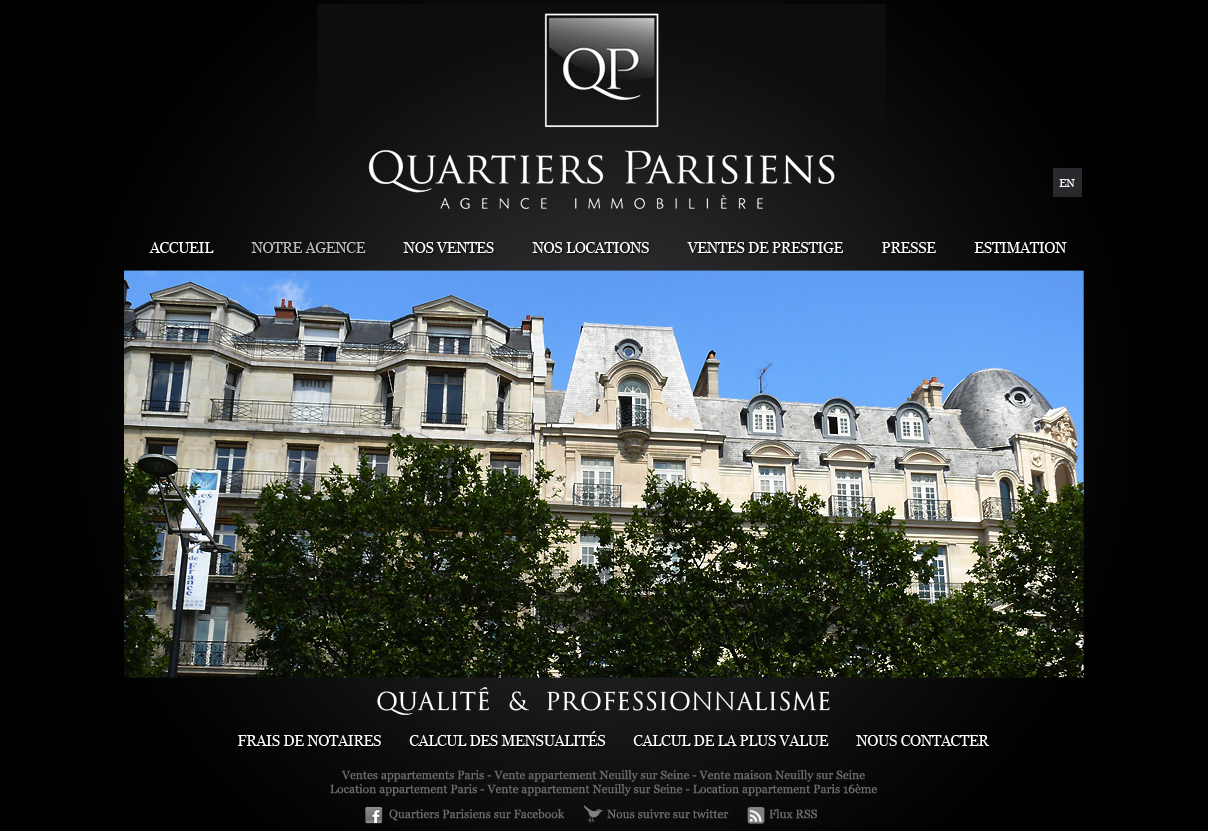 QP
QUARTIERS PARISIENS
AGENCE IMMOBILIÈRE
EN
ACCUEIL NOTRE AGENCE NOS VENTES NOS LOCATIONS VENTES DE PRESTIGE PRESSE ESTIMATION
de
France
QUALITÉ & PROFESSIONNALISME
FRAIS DE NOTAIRES CALCUL DES MENSUALITÉS CALCUL DE LA PLUS VALUE NOUS CONTACTER
Ventes appartements Paris - Vente appartement Neuilly sur Seine - Vente maison Neuilly sur Seine
Location appartement Paris - Vente appartement Neuilly sur Seine - Location appartement Paris 16ème
Quartiers Parisiens sur Facebook Nous suivre sur twitter Flux RSS